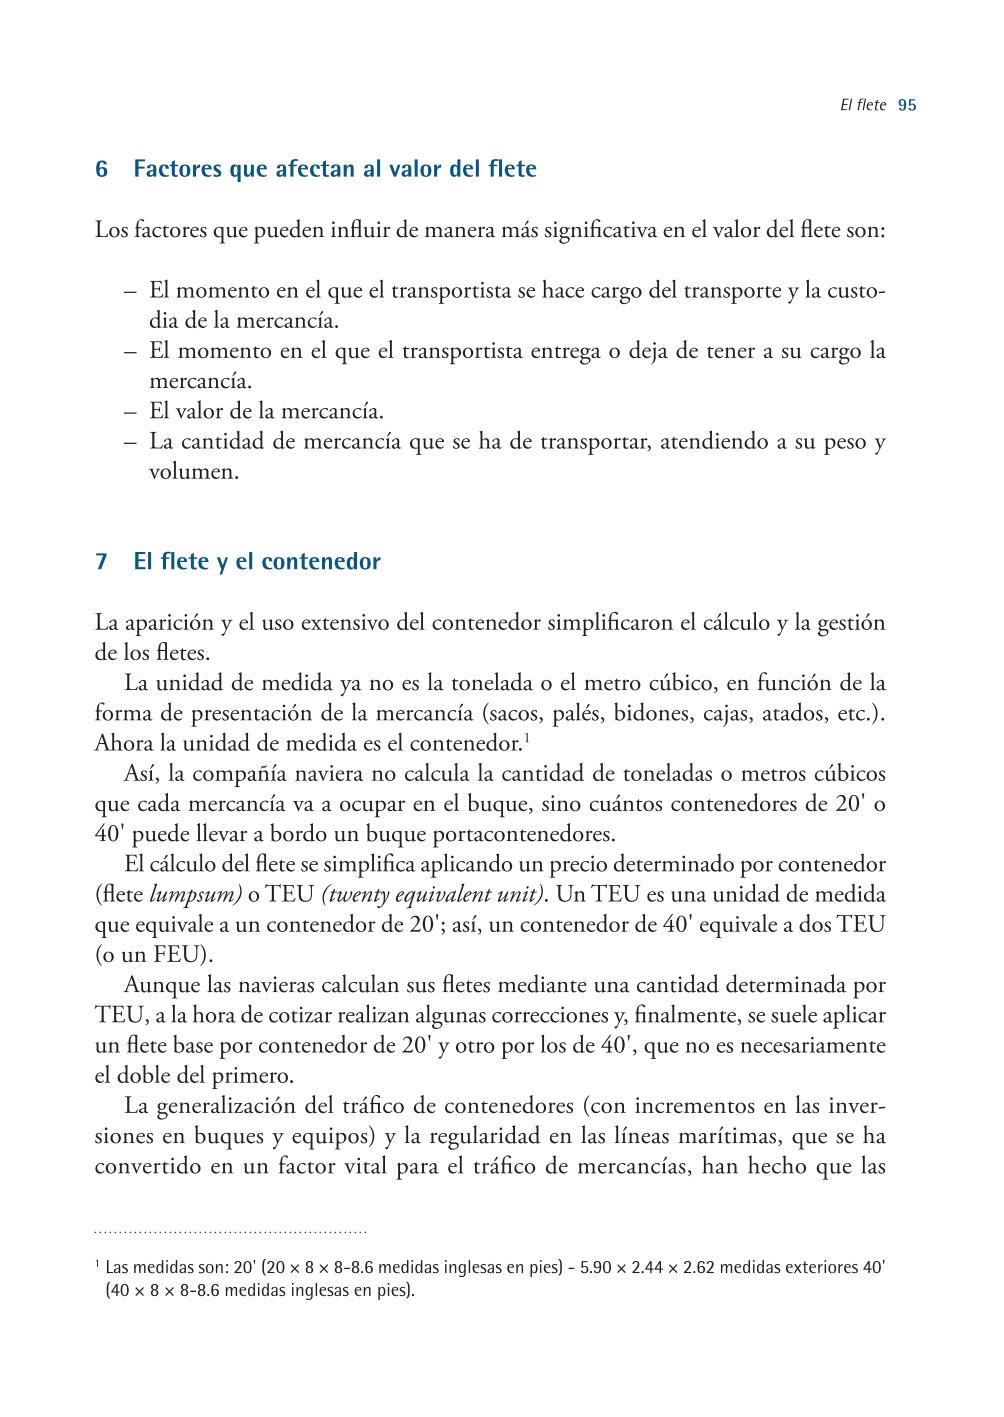 El flete 95
6 Factores que afectan al valor del flete
Los factores que pueden influir de manera más significativa en el valor del flete son:
– El momento en el que el transportista se hace cargo del transporte y la custo-
dia de la mercancía.
– El momento en el que el transportista entrega o deja de tener a su cargo la
mercancía.
– El valor de la mercancía.
– La cantidad de mercancía que se ha de transportar, atendiendo a su peso y
volumen.
7 El flete y el contenedor
La aparición y el uso extensivo del contenedor simplificaron el cálculo y la gestión
de los fletes.
La unidad de medida ya no es la tonelada o el metro cúbico, en función de la
forma de presentación de la mercancía (sacos, palés, bidones, cajas, atados, etc.).
Ahora la unidad de medida es el contenedor.1
Así, la compañía naviera no calcula la cantidad de toneladas o metros cúbicos
que cada mercancía va a ocupar en el buque, sino cuántos contenedores de 20' o
40' puede llevar a bordo un buque portacontenedores.
El cálculo del flete se simplifica aplicando un precio determinado por contenedor
(flete lumpsum) o TEU (twenty equivalent unit). Un TEU es una unidad de medida
que equivale a un contenedor de 20'; así, un contenedor de 40' equivale a dos TEU
(o un FEU).
Aunque las navieras calculan sus fletes mediante una cantidad determinada por
TEU, a la hora de cotizar realizan algunas correcciones y, finalmente, se suele aplicar
un flete base por contenedor de 20' y otro por los de 40', que no es necesariamente
el doble del primero.
La generalización del tráfico de contenedores (con incrementos en las inver-
siones en buques y equipos) y la regularidad en las líneas marítimas, que se ha
convertido en un factor vital para el tráfico de mercancías, han hecho que las
1 Las medidas son: 20' (20 × 8 × 8-8.6 medidas inglesas en pies) - 5.90 × 2.44 × 2.62 medidas exteriores 40'
(40 × 8 × 8-8.6 medidas inglesas en pies).